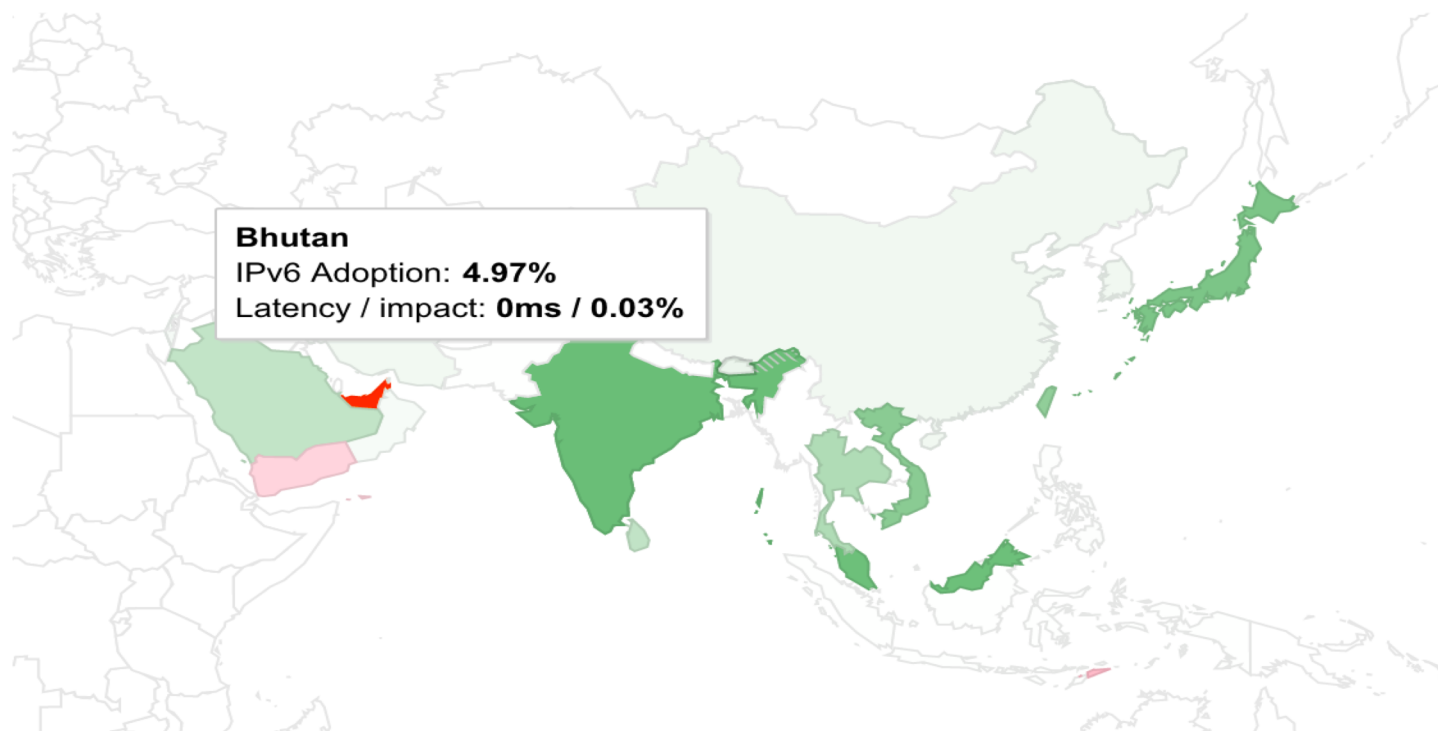 Bhutan
IPv6 Adoption: 4.97%
Latency / impact: 0ms / 0.03%